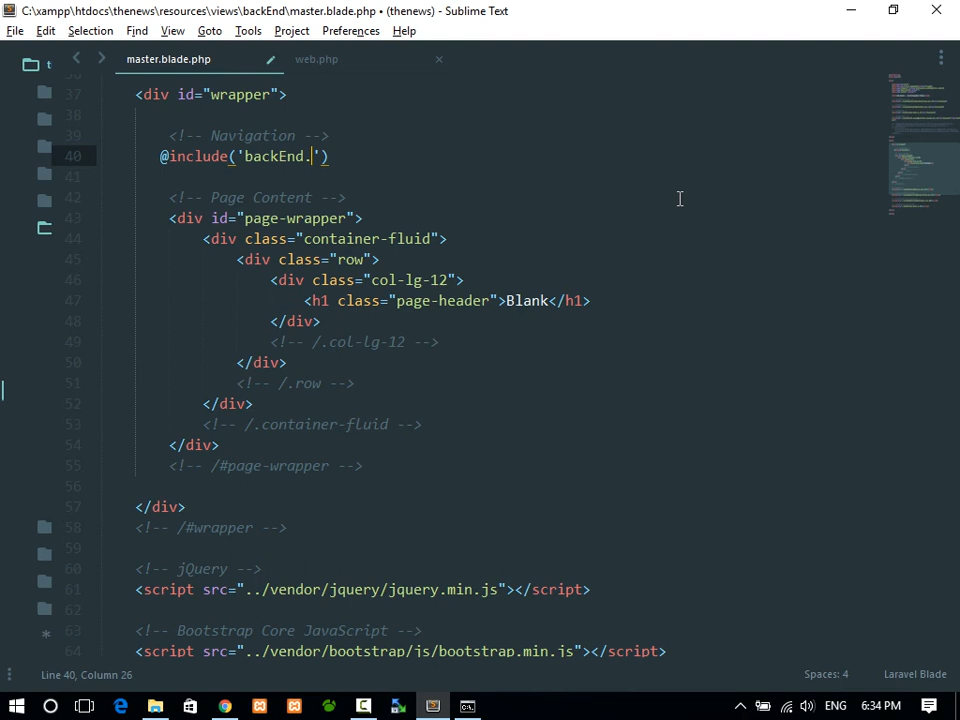 C:\xampp\htdocs\thenews\resources\views\backEnd\master.blade.php • (thenews) - Sublime Text
File Edit Selection Find View Goto Tools Project Preferences Help
t master.blade.php web.php
37 <div id="wrapper">
38
39 <!-- Navigation -->
40 @include('backEnd.')
41
42 <!-- Page Content -->
43 <div id="page-wrapper">
44 <div class="container-fluid">
45 <div class="row">
46 <div class="col-lg-12">
47 <h1 class="page-header">Blank</h1>
48 </div>
49 <!-- /.col-lg-12 -->
50 </div>
51 <!-- /.row -->
52 </div>
53 <!-- /.container-fluid -->
54 </div>
55 <!-- /#page-wrapper -->
56
57 </div>
58 <!-- /#wrapper -->
59
60 <!-- jQuery -->
61 <script src="../vendor/jquery/jquery.min.js"></script>
62
63 <!-- Bootstrap Core JavaScript -->
64 <script src="../vendor/bootstrap/js/bootstrap.min.js"></script>
Line 40, Column 26 Spaces: 4 Laravel Blade
ENG 6:34 PM